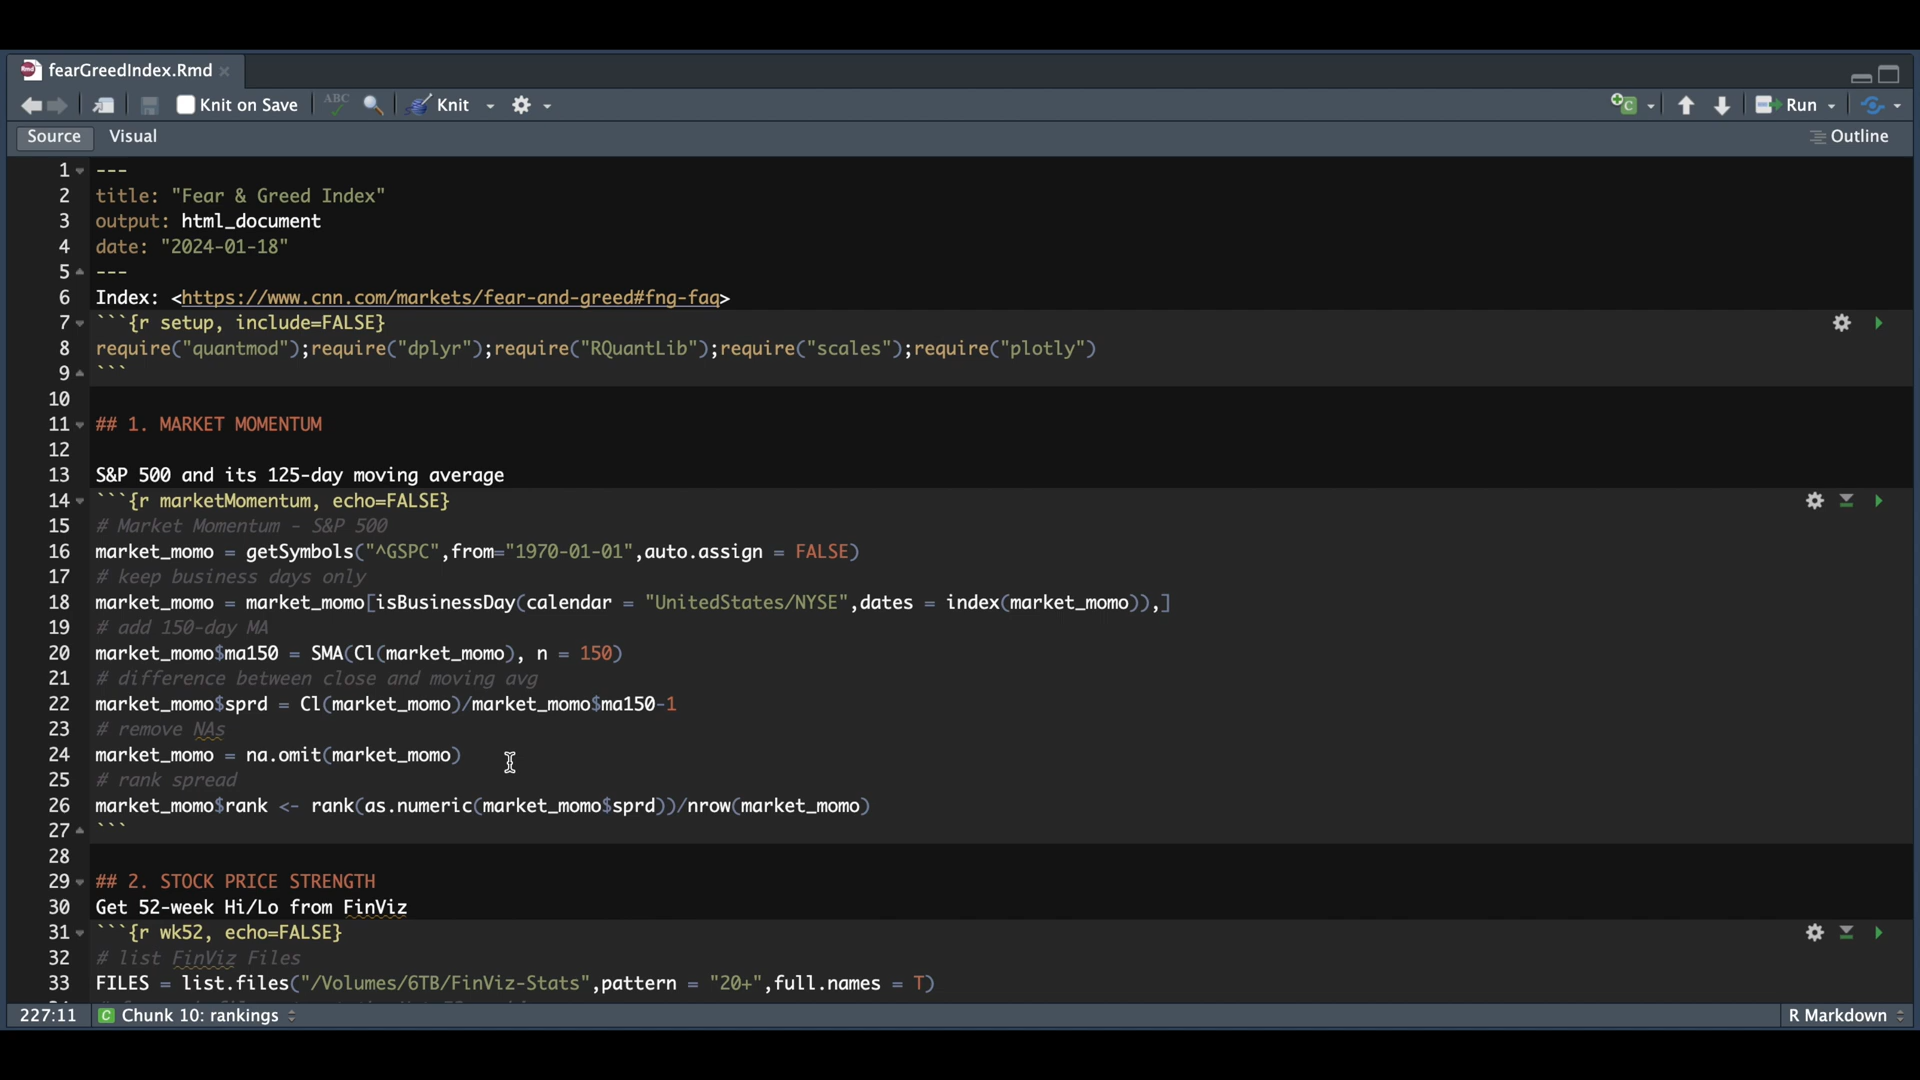 fearGreedIndex.Rmd
Knit on Save ABC Knit Run
Source Visual Outline
1 ---
2 title: "Fear & Greed Index"
3 output: html_document
4 date: "2024-01-18"
5 ---
6 Index: <https://www.cnn.com/markets/fear-and-greed#fng-faq>
7 ```{r setup, include=FALSE}
8 require("quantmod");require("dplyr");require("RQuantLib");require("scales");require("plotly")
9 ```
10
11 ## 1. MARKET MOMENTUM
12
13 S&P 500 and its 125-day moving average
14 ```{r marketMomentum, echo=FALSE}
15 # Market Momentum - S&P 500
16 market_momo = getSymbols("^GSPC",from="1970-01-01",auto.assign = FALSE)
17 # keep business days only
18 market_momo = market_momo[isBusinessDay(calendar = "UnitedStates/NYSE",dates = index(market_momo)),]
19 # add 150-day MA
20 market_momo$ma150 = SMA(Cl(market_momo), n = 150)
21 # difference between close and moving avg
22 market_momo$sprd = Cl(market_momo)/market_momo$ma150-1
23 # remove NAs
24 market_momo = na.omit(market_momo)
25 # rank spread
26 market_momo$rank <- rank(as.numeric(market_momo$sprd))/nrow(market_momo)
27 ```
28
29 ## 2. STOCK PRICE STRENGTH
30 Get 52-week Hi/Lo from FinViz
31 ```{r wk52, echo=FALSE}
32 # list FinViz Files
33 FILES = list.files("/Volumes/6TB/FinViz-Stats",pattern = "20+",full.names = T)
227:11 C Chunk 10: rankings R Markdown